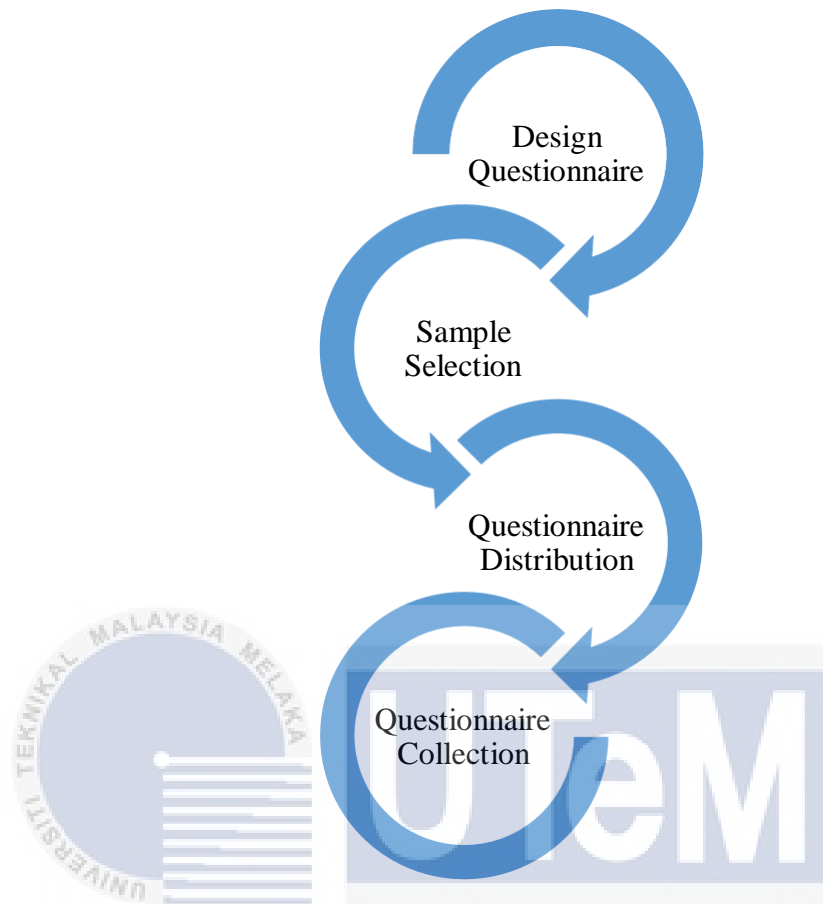 Design
Questionnaire
Sample
Selection
Questionnaire
Distribution
Questionnaire
Collection
UNIVERSITI TEKNIKAL MALAYSIA MELAKA
UTeM